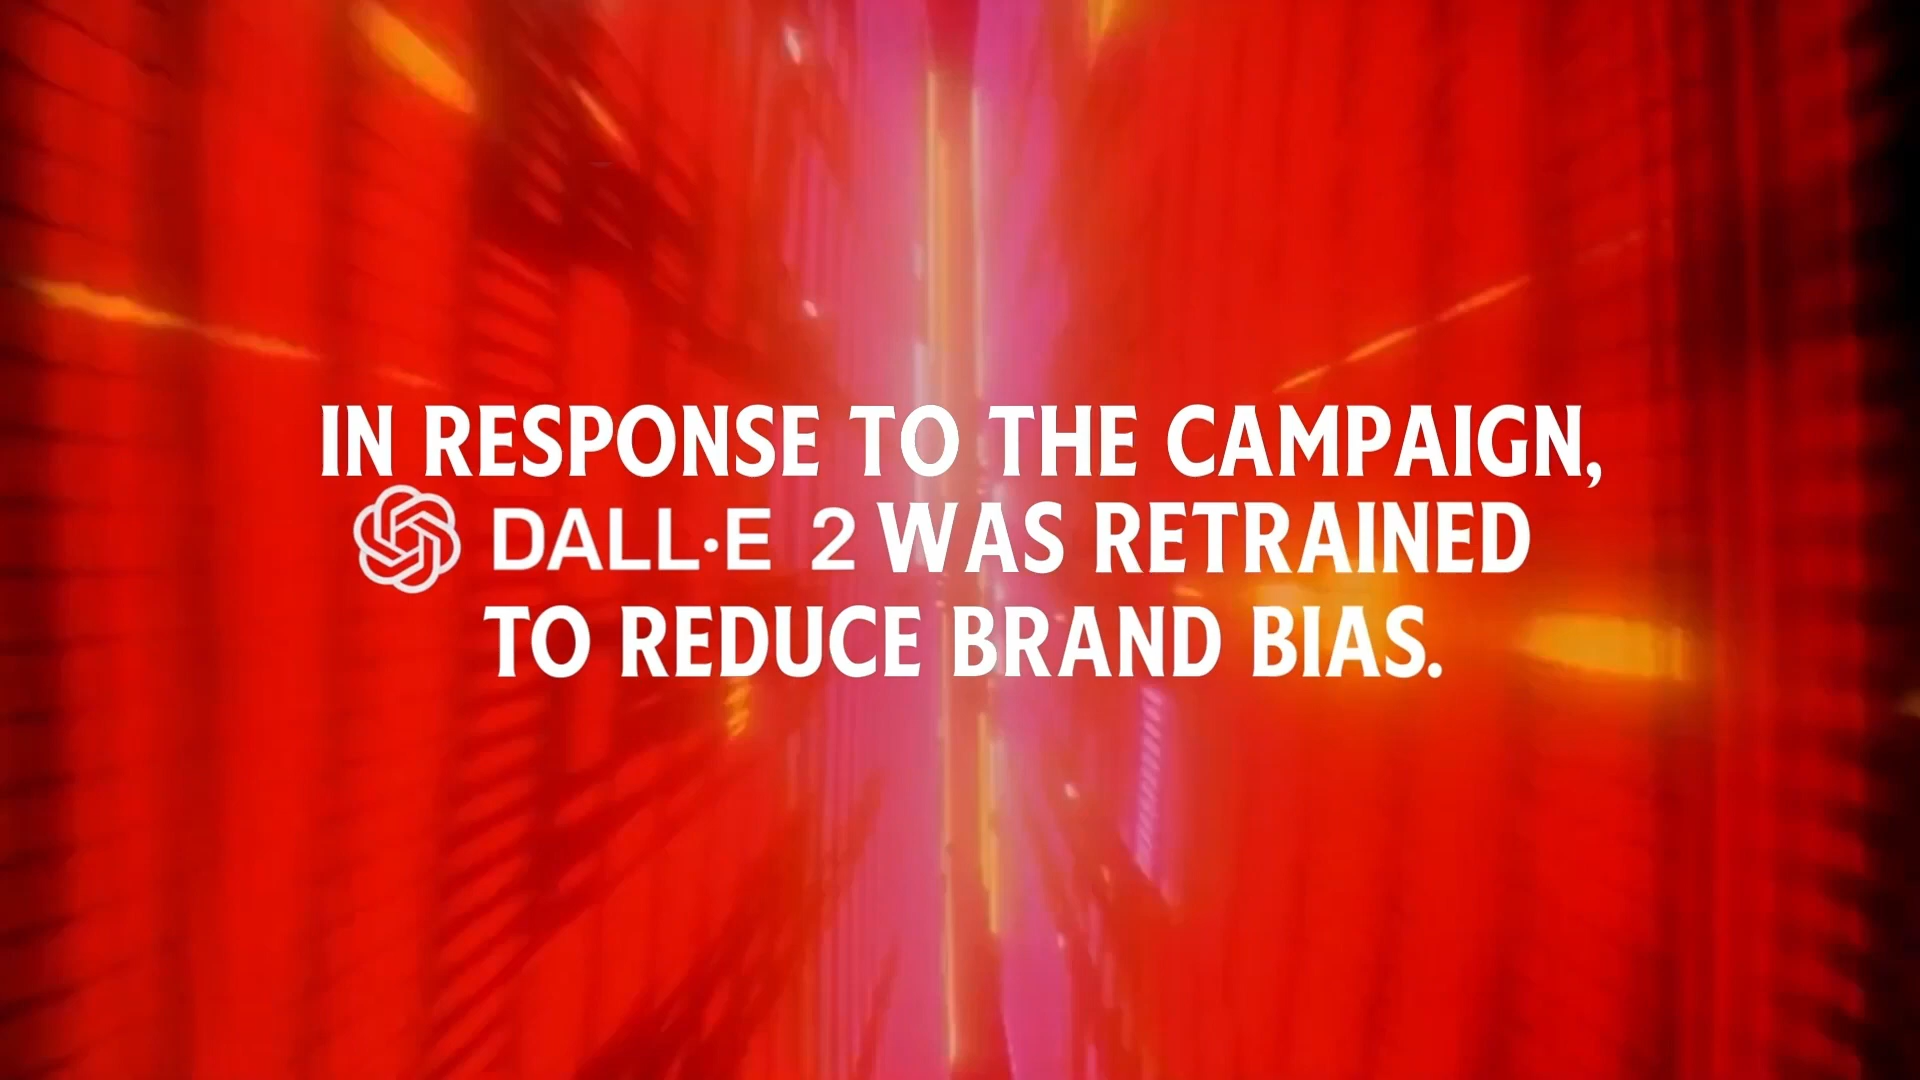 IN RESPONSE TO THE CAMPAIGN,
DALL·E 2 WAS RETRAINED
TO REDUCE BRAND BIAS.